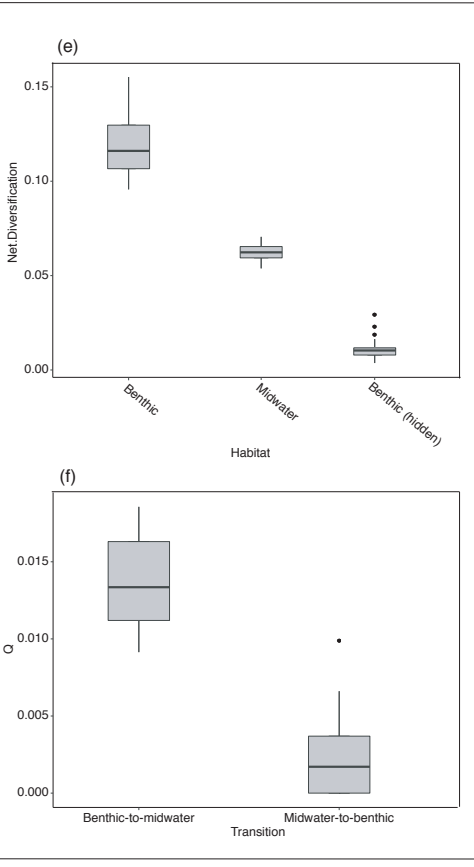 (e)
0.15
0.10
0.05
0.00
Net.Diversification
Benthic
Midwater
Benthic (hidden)
Habitat
(f)
0.015
0.010
0.005
0.000
Q
Benthic-to-midwater
Midwater-to-benthic
Transition